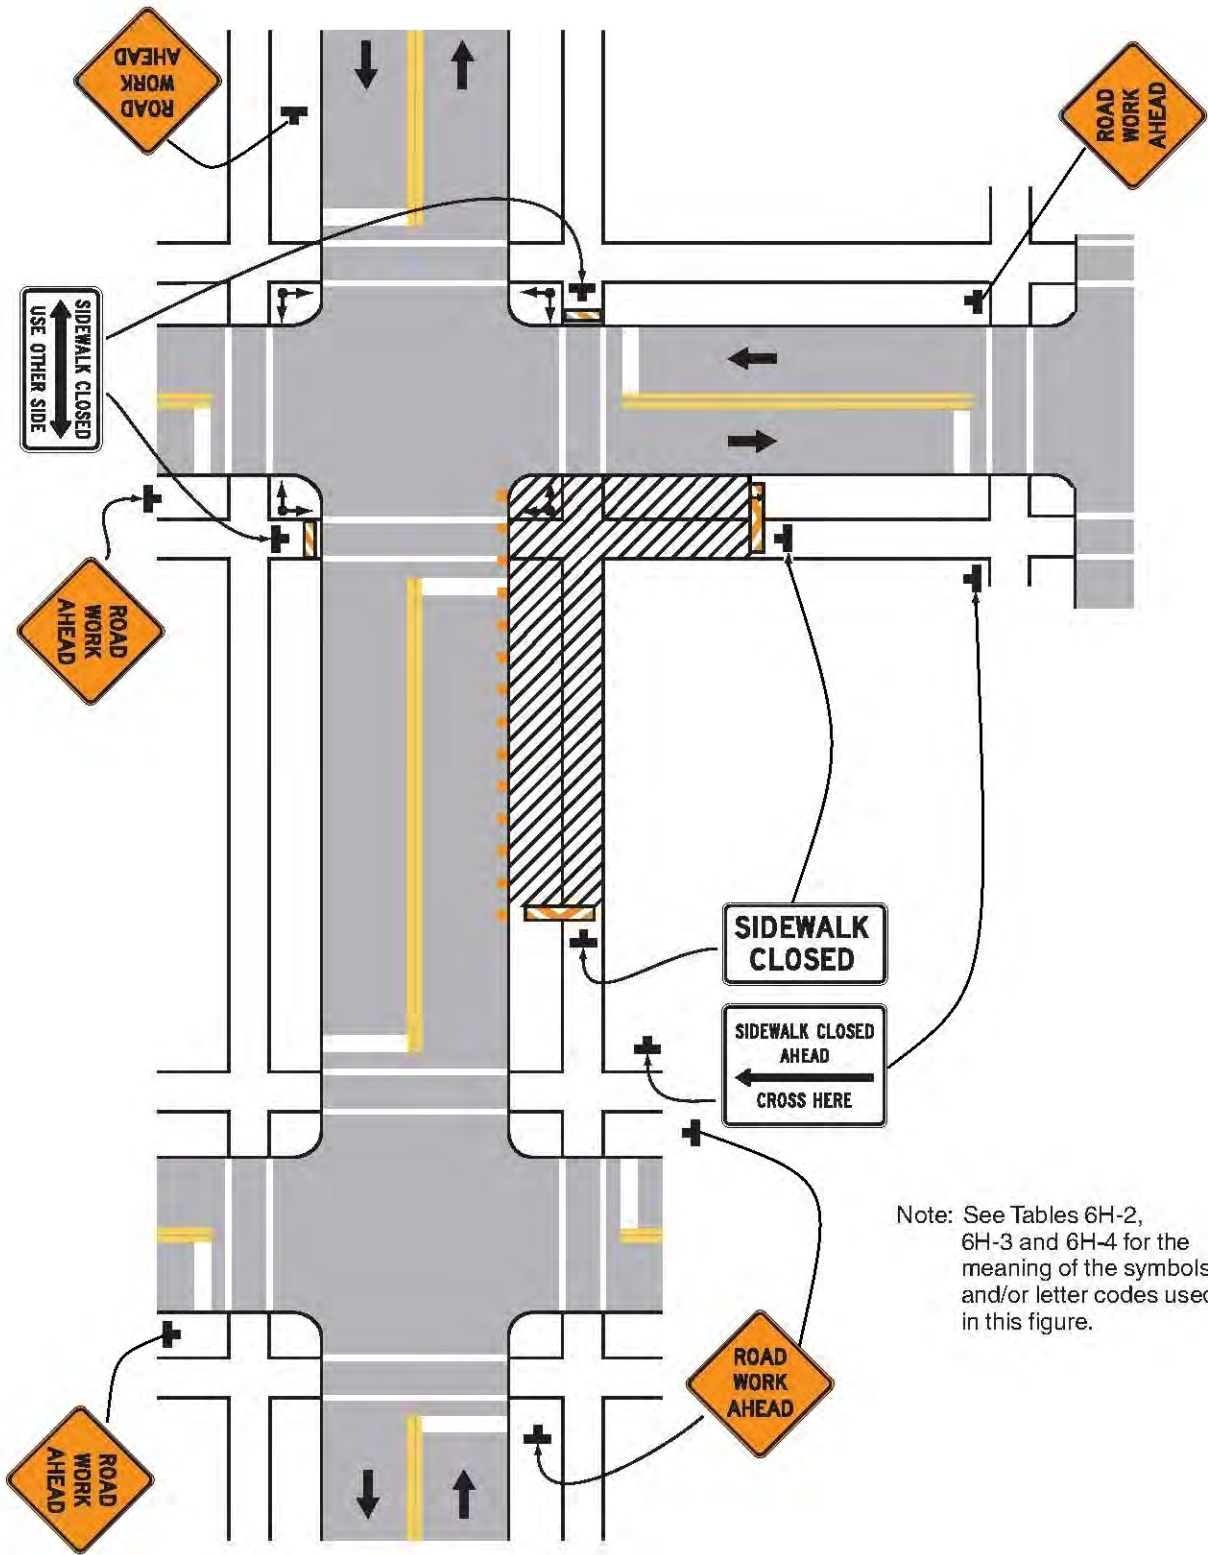 ROAD
WORK
AHEAD
ROAD
WORK
AHEAD
SIDEWALK CLOSED
USE OTHER SIDE
ROAD
WORK
AHEAD
SIDEWALK
CLOSED
SIDEWALK CLOSED
AHEAD
CROSS HERE
Note: See Tables 6H-2,
6H-3 and 6H-4 for the
meaning of the symbols
and/or letter codes used
in this figure.
ROAD
WORK
AHEAD
ROAD
WORK
AHEAD